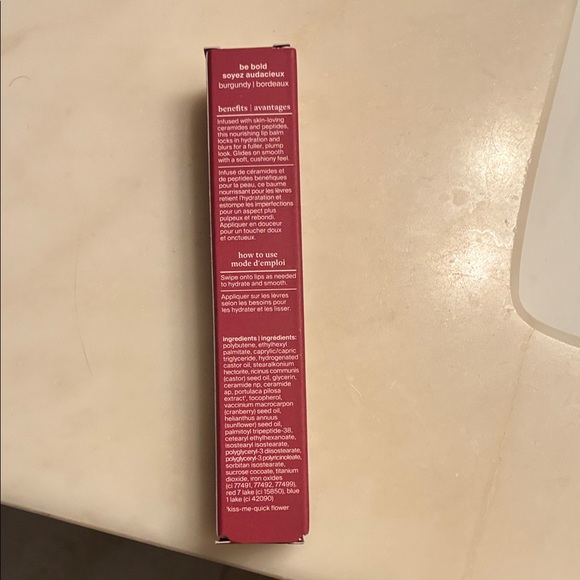 be bold
soyez audacieux
burgundy | bordeaux
benefits | avantages
Infused with skin-loving
ceramides and peptides,
this nourishing lip balm
locks in hydration and
blurs for a fuller, plump
look. Glides on smooth
with a soft, cushiony feel.
Infusé de céramides et
de peptides bénéfiques
pour la peau, ce baume
nourrissant pour les lèvres
retient l'hydratation et
estompe les imperfections
pour un aspect plus
pulpeux et rebondi.
Appliquer en douceur
pour un toucher doux
et onctueux.
how to use
mode d'emploi
Swipe onto lips as needed
to hydrate and smooth.
Appliquer sur les lèvres
selon les besoins pour
les hydrater et les lisser.
ingredients | ingrédients:
polybutene, ethylhexyl
palmitate, caprylic/capric
triglyceride, hydrogenated
castor oil, stearalkonium
hectorite, ricinus communis
(castor) seed oil, glycerin,
ceramide np, ceramide
ap, portulaca pilosa
extract¹, tocopherol,
vaccinium macrocarpon
(cranberry) seed oil,
helianthus annuus
(sunflower) seed oil,
palmitoyl tripeptide-38,
cetearyl ethylhexanoate,
isostearyl isostearate,
polyglyceryl-3 diisostearate,
polyglyceryl-3 polyricinoleate,
sorbitan isostearate,
sucrose cocoate, titanium
dioxide, iron oxides
(ci 77491, 77492, 77499),
red 7 lake (ci 15850), blue
1 lake (ci 42090)
¹kiss-me-quick flower